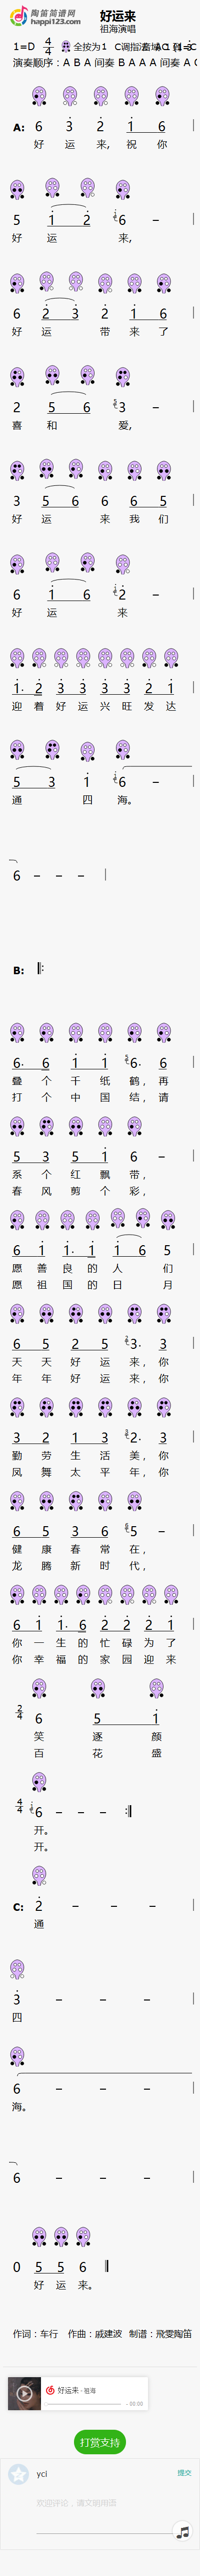 陶笛简谱网
happi123.com
好运来
祖海演唱
1=D 4/4 全按为1
演奏顺序：A B A 间奏 B A A A 间奏 A
A: 6 3 2 1 6
好 运 来, 祝 你
5 1 2 6 -
好 运 来,
6 2 3 2 1 6
好 运 带 来 了
2 5 6 3 -
喜 和 爱,
3 5 6 6 6 5
好 运 来 我 们
6 1 6 2 -
好 运 来
1. 2 3 3 3 3 2 1
迎 着 好 运 兴 旺 发 达
5 3 1 6 -
通 四 海。
6 - - -
B:
6. 6 1 1 6. 6
叠 个 千 纸 鹤, 再
打 个 中 国 结, 请
5 3 5 1 6 -
系 个 红 飘 带,
春 风 剪 个 彩,
6 1 1. 1 1 6 5
愿 善 良 的 人 们
愿 祖 国 的 日 月
6 5 2 5 3. 3
天 天 好 运 来, 你
年 年 好 运 来, 你
3 2 1 3 2. 3
勤 劳 生 活 美, 你
凤 舞 太 平 年, 你
6 5 3 6 5 -
健 康 春 常 在,
龙 腾 新 时 代,
6 1 1. 6 2 2 2 1
你 一 生 的 忙 碌 为 了
你 幸 福 的 家 园 迎 来
2/4 6 5 1
笑 逐 颜
百 花 盛
4/4 6 - - - :
开。
开。
C: 2 - - -
通
3 - - -
四
6 - - -
海。
6 - - -
0 5 5 6
好 运 来。
作词：车行 作曲：戚建波 制谱：飛雯陶笛
好运来 - 祖海
- 00:00
打赏支持
yci
提交
欢迎评论，请文明用语